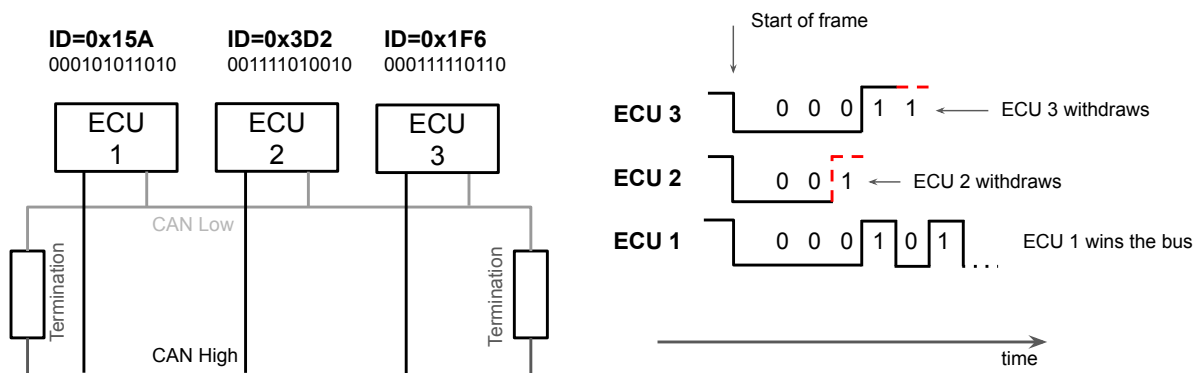 ID=0x15A
000101011010
ID=0x3D2
001111010010
ID=0x1F6
000111110110
ECU
1
ECU
2
ECU
3
CAN Low
Termination
Termination
CAN High
Start of frame
ECU 3
0 0 0 1 1
ECU 3 withdraws
ECU 2
0 0 1
ECU 2 withdraws
ECU 1
0 0 0 1 0 1
ECU 1 wins the bus
time